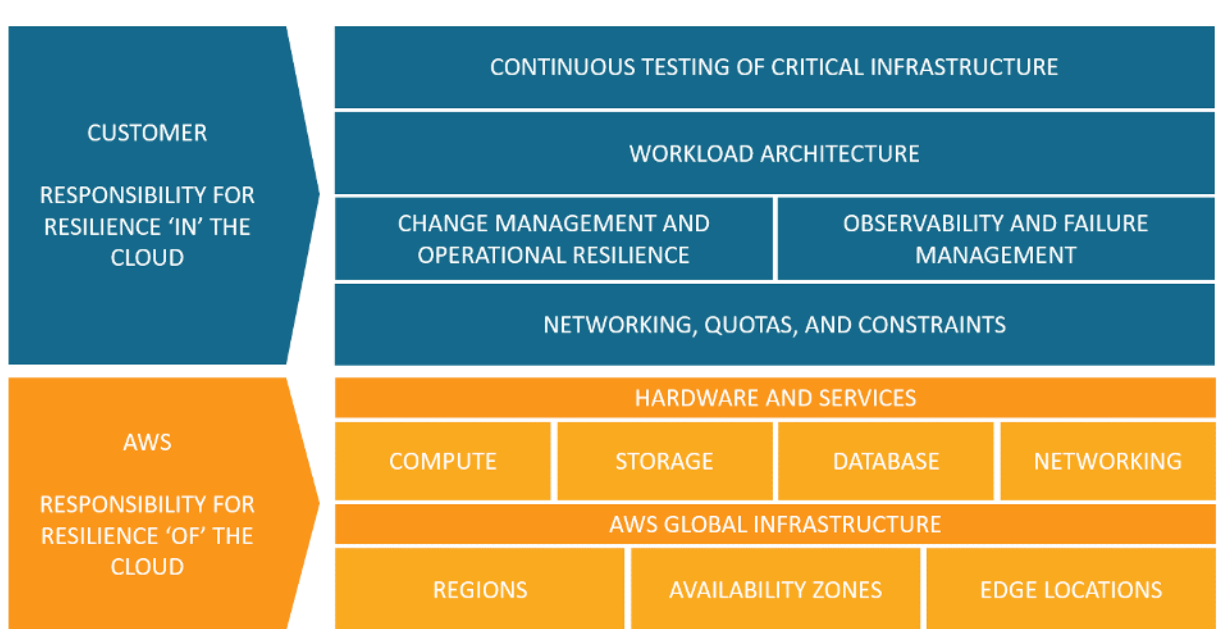 CUSTOMER
RESPONSIBILITY FOR
RESILIENCE ‘IN’ THE
CLOUD
CONTINUOUS TESTING OF CRITICAL INFRASTRUCTURE
WORKLOAD ARCHITECTURE
CHANGE MANAGEMENT AND
OPERATIONAL RESILIENCE
OBSERVABILITY AND FAILURE
MANAGEMENT
NETWORKING, QUOTAS, AND CONSTRAINTS
AWS
RESPONSIBILITY FOR
RESILIENCE ‘OF’ THE
CLOUD
HARDWARE AND SERVICES
COMPUTE
STORAGE
DATABASE
NETWORKING
AWS GLOBAL INFRASTRUCTURE
REGIONS
AVAILABILITY ZONES
EDGE LOCATIONS